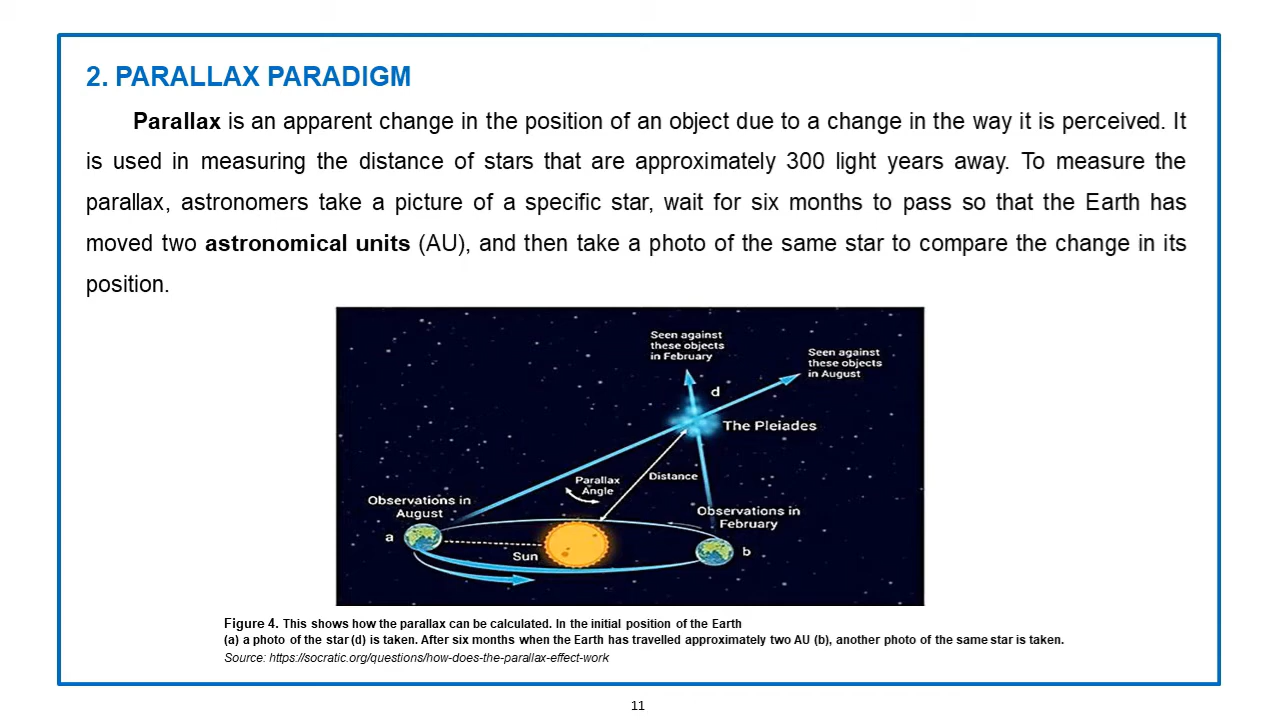 2. PARALLAX PARADIGM
Parallax is an apparent change in the position of an object due to a change in the way it is perceived. It
is used in measuring the distance of stars that are approximately 300 light years away. To measure the
parallax, astronomers take a picture of a specific star, wait for six months to pass so that the Earth has
moved two astronomical units (AU), and then take a photo of the same star to compare the change in its
position.
Seen against
these objects
in February
Seen against
these objects
in August
d
The Pleiades
Parallax
Angle
Distance
Observations in
August
Observations in
February
a
Sun
b
Figure 4. This shows how the parallax can be calculated. In the initial position of the Earth
(a) a photo of the star (d) is taken. After six months when the Earth has travelled approximately two AU (b), another photo of the same star is taken.
Source: https://socratic.org/questions/how-does-the-parallax-effect-work
11